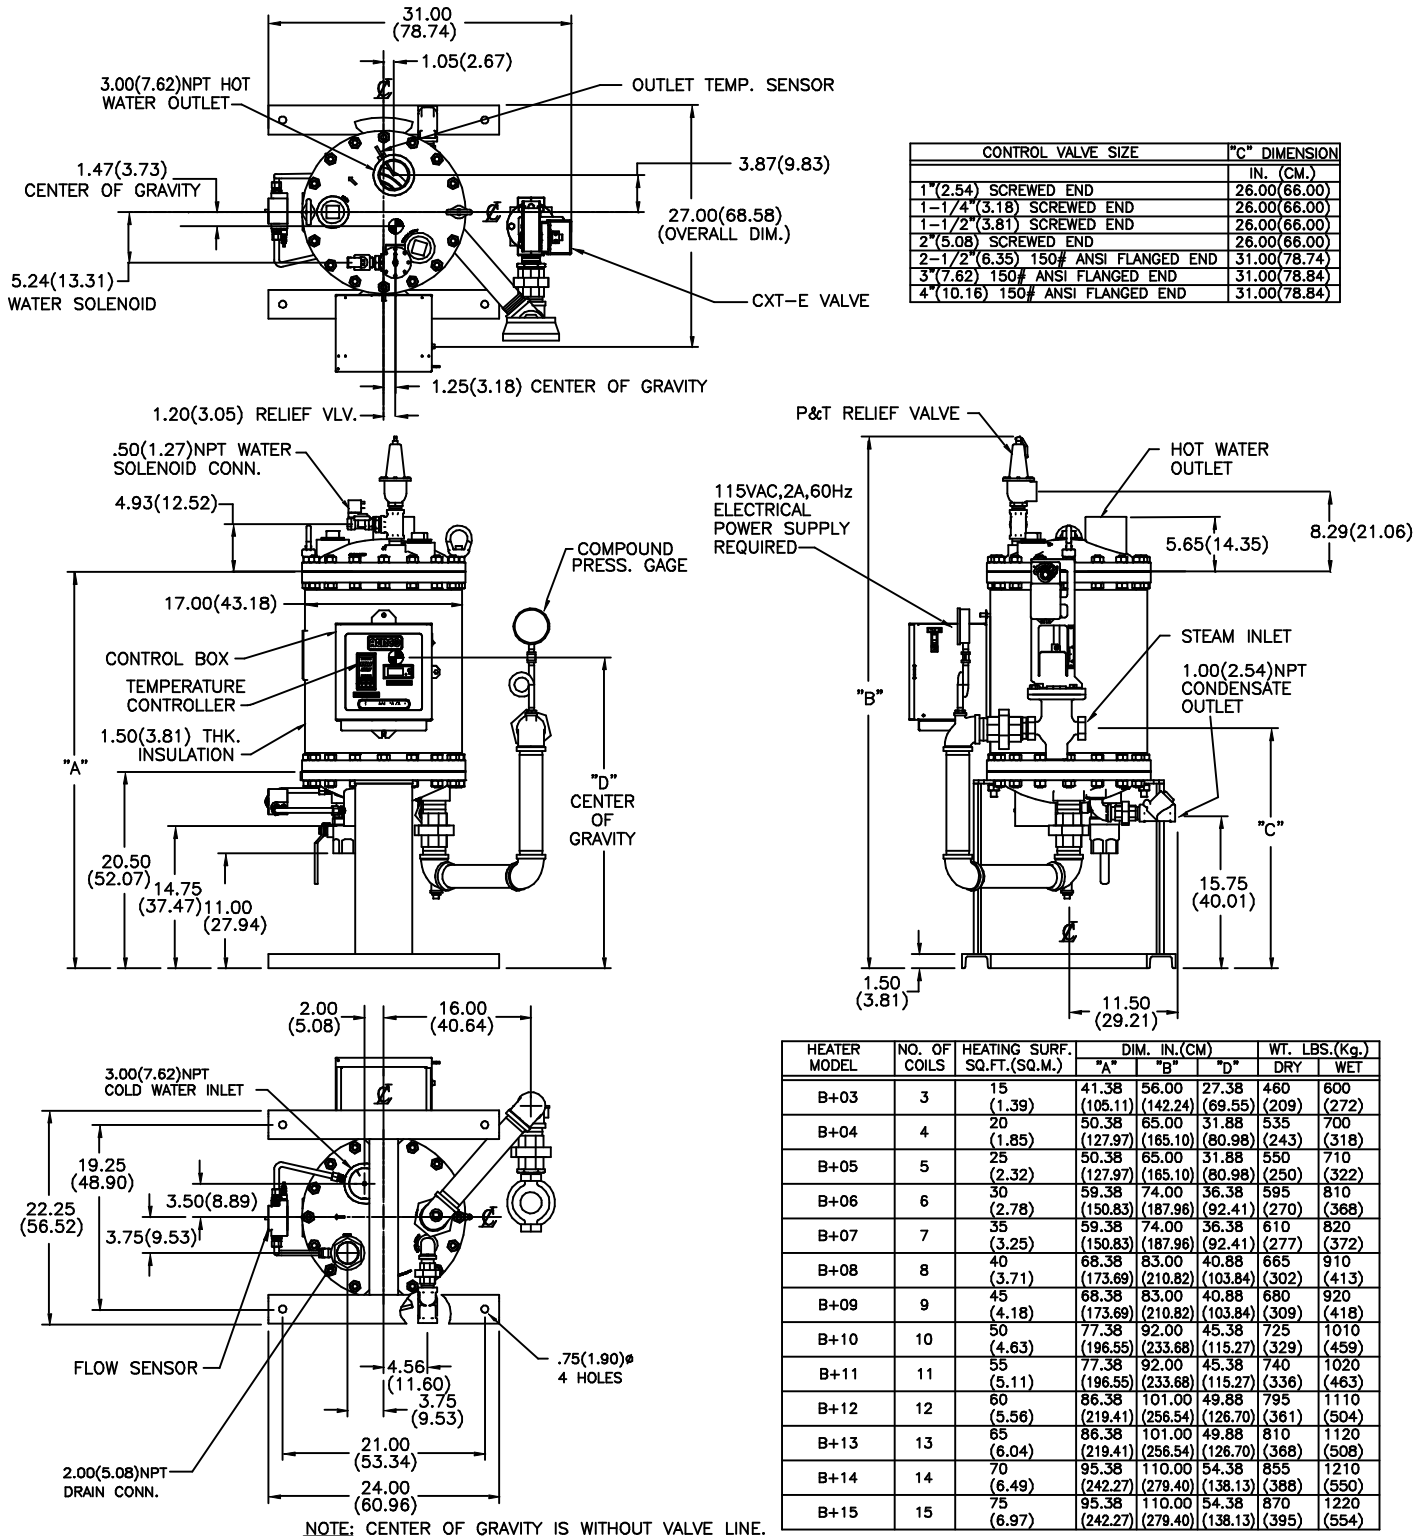 31.00
(78.74)
1.05(2.67)
3.00(7.62)NPT HOT
WATER OUTLET
OUTLET TEMP. SENSOR
1.47(3.73)
CENTER OF GRAVITY
3.87(9.83)
27.00(68.58)
(OVERALL DIM.)
5.24(13.31)
WATER SOLENOID
CXT-E VALVE
1.25(3.18) CENTER OF GRAVITY
1.20(3.05) RELIEF VLV.
CONTROL VALVE SIZE "C" DIMENSION
IN. (CM.)
1"(2.54) SCREWED END 26.00(66.00)
1-1/4"(3.18) SCREWED END 26.00(66.00)
1-1/2"(3.81) SCREWED END 26.00(66.00)
2"(5.08) SCREWED END 26.00(66.00)
2-1/2"(6.35) 150# ANSI FLANGED END 31.00(78.74)
3"(7.62) 150# ANSI FLANGED END 31.00(78.84)
4"(10.16) 150# ANSI FLANGED END 31.00(78.84)
.50(1.27)NPT WATER
SOLENOID CONN.
4.93(12.52)
COMPOUND
PRESS. GAGE
17.00(43.18)
CONTROL BOX
TEMPERATURE
CONTROLLER
1.50(3.81) THK.
INSULATION
"A"
"D"
CENTER
OF
GRAVITY
20.50
(52.07)
14.75
(37.47)
11.00
(27.94)
P&T RELIEF VALVE
HOT WATER
OUTLET
115VAC,2A,60Hz
ELECTRICAL
POWER SUPPLY
REQUIRED
5.65(14.35)
8.29(21.06)
STEAM INLET
1.00(2.54)NPT
CONDENSATE
OUTLET
"B"
"C"
15.75
(40.01)
1.50
(3.81)
11.50
(29.21)
2.00
(5.08)
16.00
(40.64)
3.00(7.62)NPT
COLD WATER INLET
19.25
(48.90)
22.25
(56.52)
3.50(8.89)
3.75(9.53)
FLOW SENSOR
4.56
(11.60)
3.75
(9.53)
.75(1.90)ø
4 HOLES
21.00
(53.34)
2.00(5.08)NPT
DRAIN CONN.
24.00
(60.96)
NOTE: CENTER OF GRAVITY IS WITHOUT VALVE LINE.
HEATER NO. OF HEATING SURF. DIM. IN.(CM) WT. LBS.(Kg.)
MODEL COILS SQ.FT.(SQ.M.) "A" "B" "D" DRY WET
B+03 3 15 41.38 56.00 27.38 460 600
(1.39) (105.11) (142.24) (69.55) (209) (272)
B+04 4 20 50.38 65.00 31.88 535 700
(1.85) (127.97) (165.10) (80.98) (243) (318)
B+05 5 25 50.38 65.00 31.88 550 710
(2.32) (127.97) (165.10) (80.98) (250) (322)
B+06 6 30 59.38 74.00 36.38 595 810
(2.78) (150.83) (187.96) (92.41) (270) (368)
B+07 7 35 59.38 74.00 36.38 610 820
(3.25) (150.83) (187.96) (92.41) (277) (372)
B+08 8 40 68.38 83.00 40.88 665 910
(3.71) (173.69) (210.82) (103.84) (302) (413)
B+09 9 45 68.38 83.00 40.88 680 920
(4.18) (173.69) (210.82) (103.84) (309) (418)
B+10 10 50 77.38 92.00 45.38 725 1010
(4.63) (196.55) (233.68) (115.27) (329) (459)
B+11 11 55 77.38 92.00 45.38 740 1020
(5.11) (196.55) (233.68) (115.27) (336) (463)
B+12 12 60 86.38 101.00 49.88 795 1110
(5.56) (219.41) (256.54) (126.70) (361) (504)
B+13 13 65 86.38 101.00 49.88 810 1120
(6.04) (219.41) (256.54) (126.70) (368) (508)
B+14 14 70 95.38 110.00 54.38 855 1210
(6.49) (242.27) (279.40) (138.13) (388) (550)
B+15 15 75 95.38 110.00 54.38 870 1220
(6.97) (242.27) (279.40) (138.13) (395) (554)